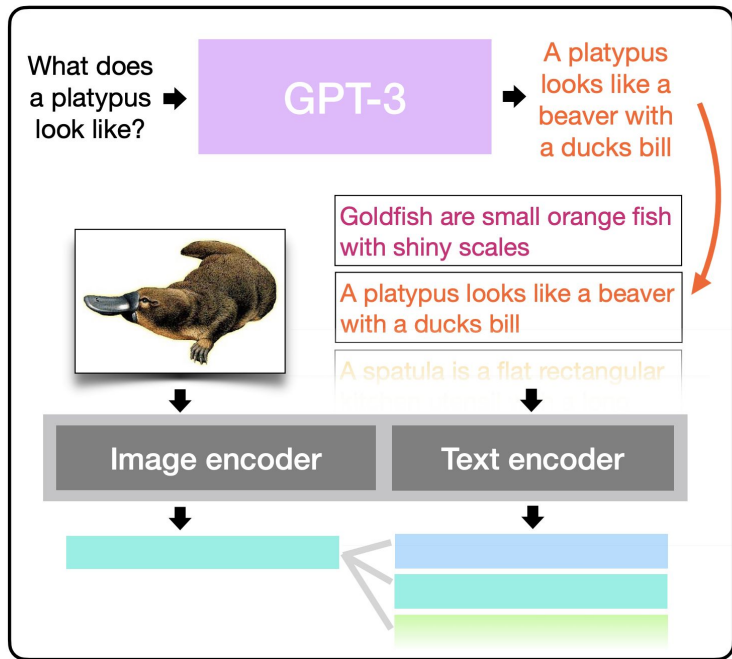 What does
a platypus
look like?
GPT-3
A platypus
looks like a
beaver with
a ducks bill
Goldfish are small orange fish
with shiny scales
A platypus looks like a beaver
with a ducks bill
A spatula is a flat rectangular
Image encoder
Text encoder